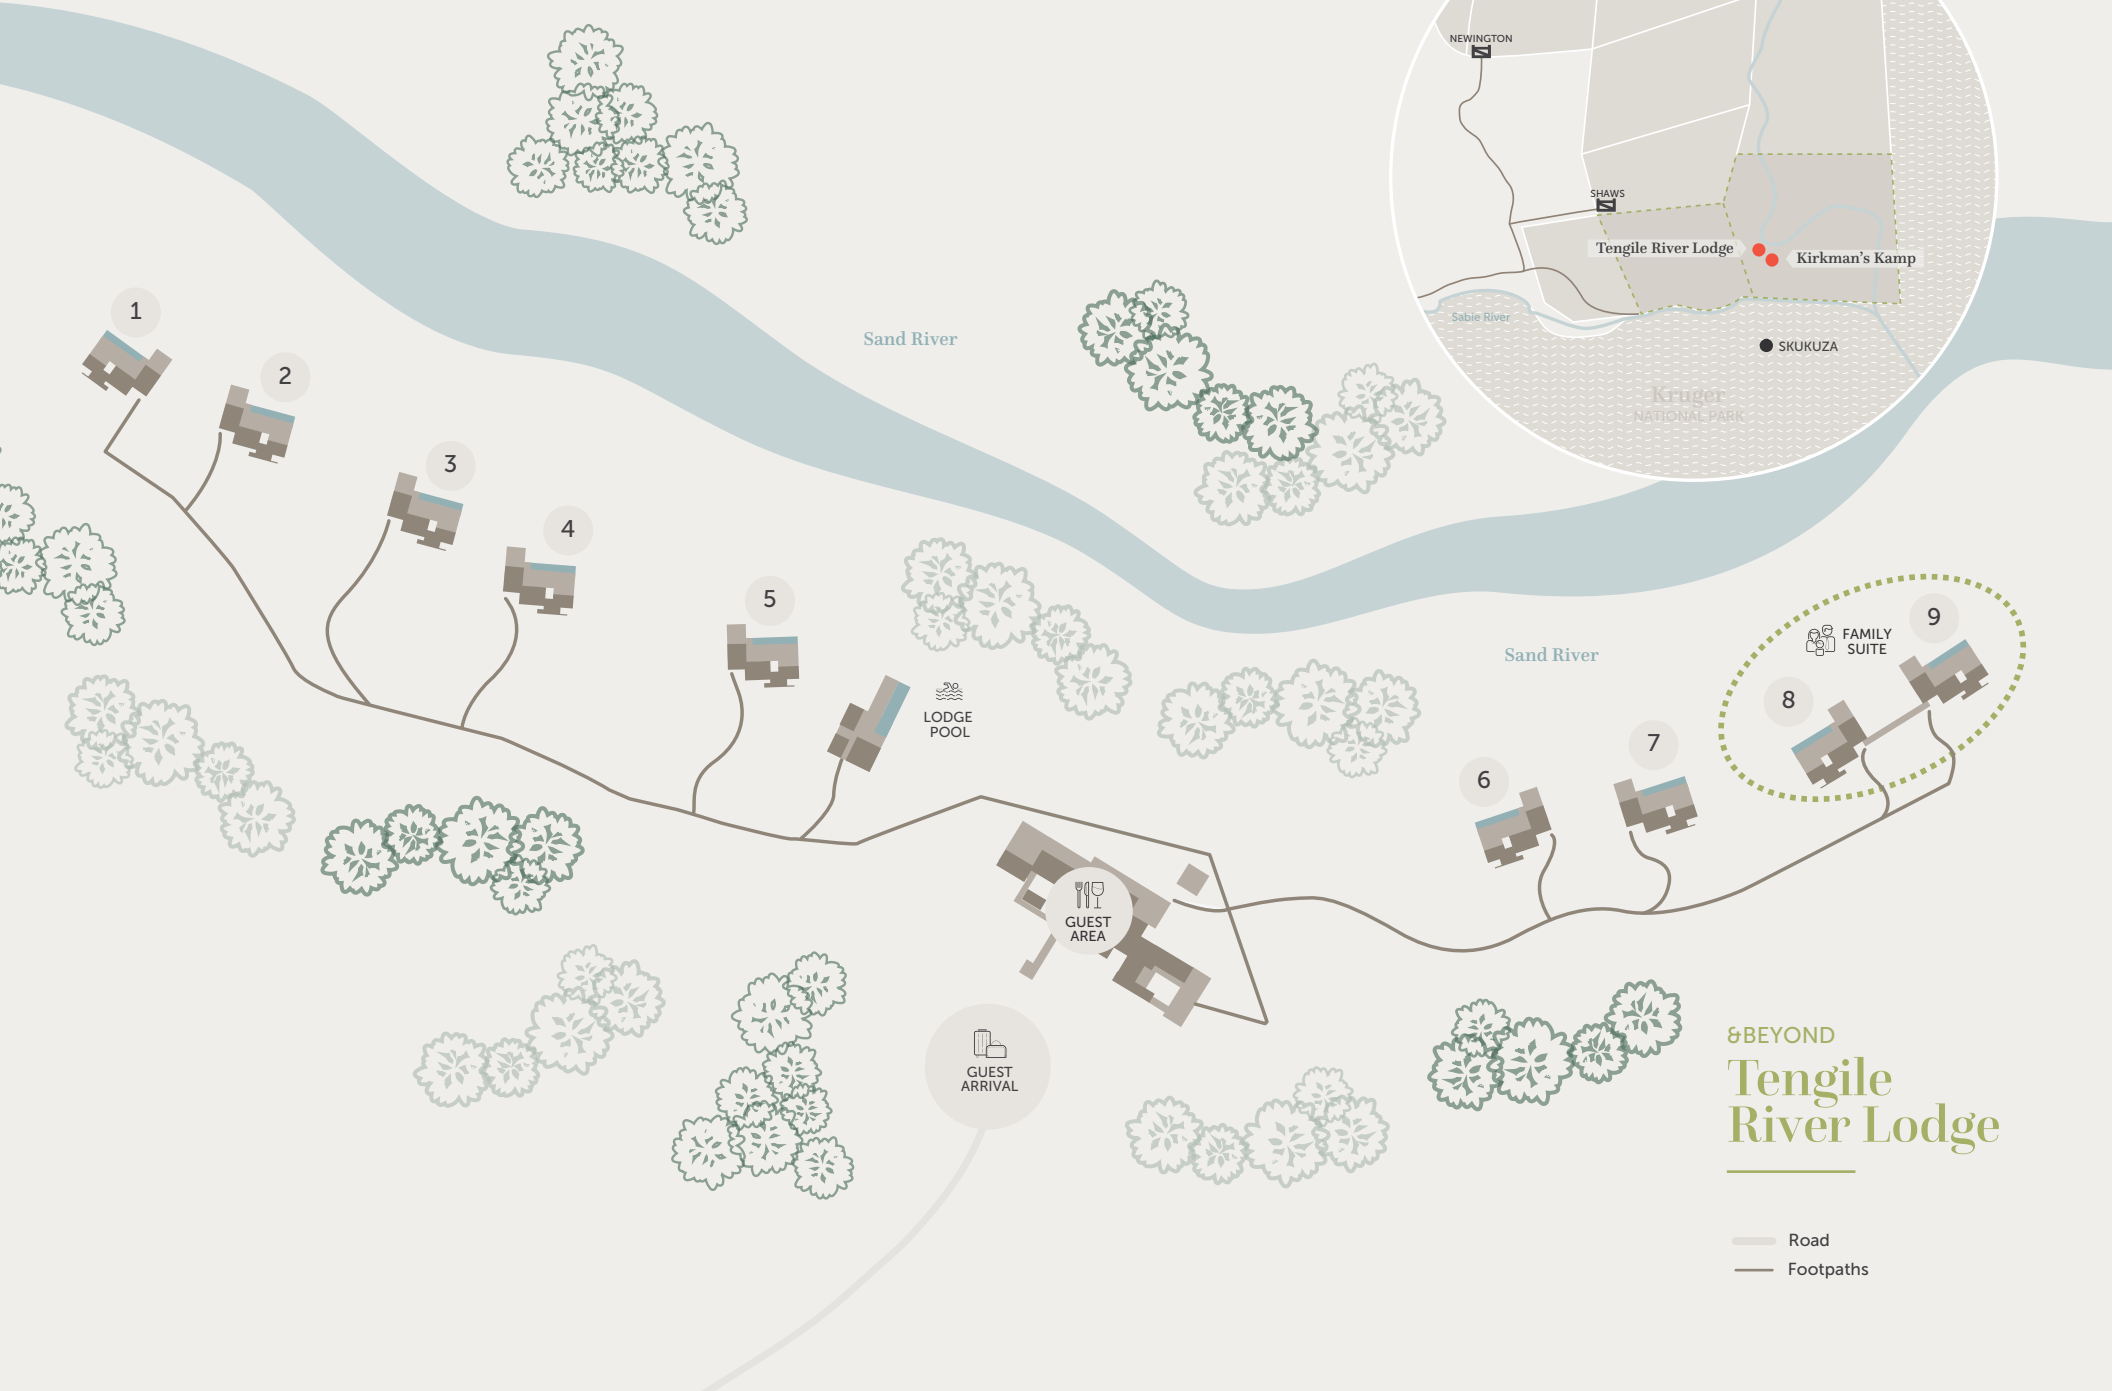 NEWINGTON
SHAWS
Tengile River Lodge
Kirkman's Kamp
Sabie River
SKUKUZA
Kruger
NATIONAL PARK
1
2
3
4
5
Sand River
LODGE
POOL
Sand River
6
7
8
9
FAMILY
SUITE
GUEST
AREA
GUEST
ARRIVAL
&BEYOND
Tengile
River Lodge
Road
Footpaths